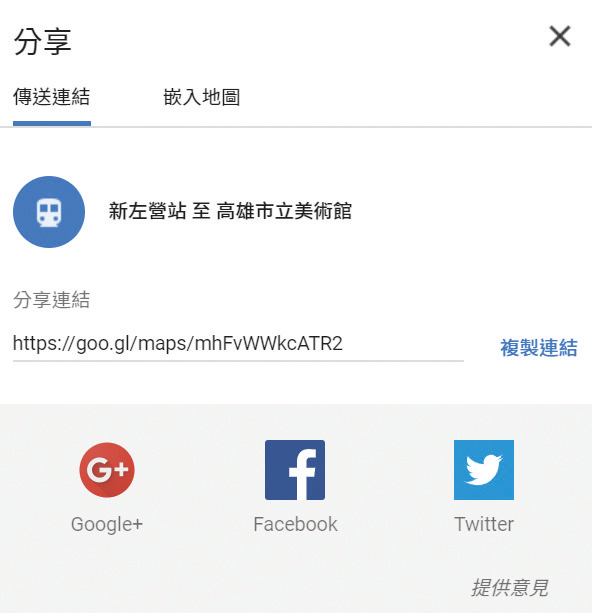 分享
傳送連結 嵌入地圖
新左營站 至 高雄市立美術館
分享連結
https://goo.gl/maps/mhFvWWkcATR2 複製連結
G+
Google+ Facebook Twitter
提供意見